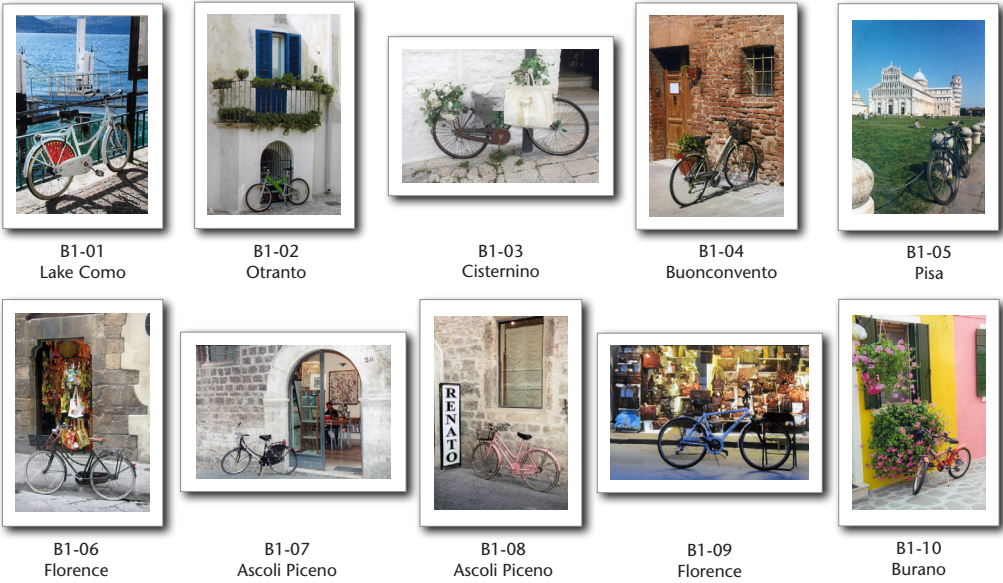 B1-01
Lake Como
B1-02
Otranto
B1-03
Cisternino
B1-04
Buonconvento
B1-05
Pisa
RENATO
B1-06
Florence
B1-07
Ascoli Piceno
B1-08
Ascoli Piceno
B1-09
Florence
B1-10
Burano